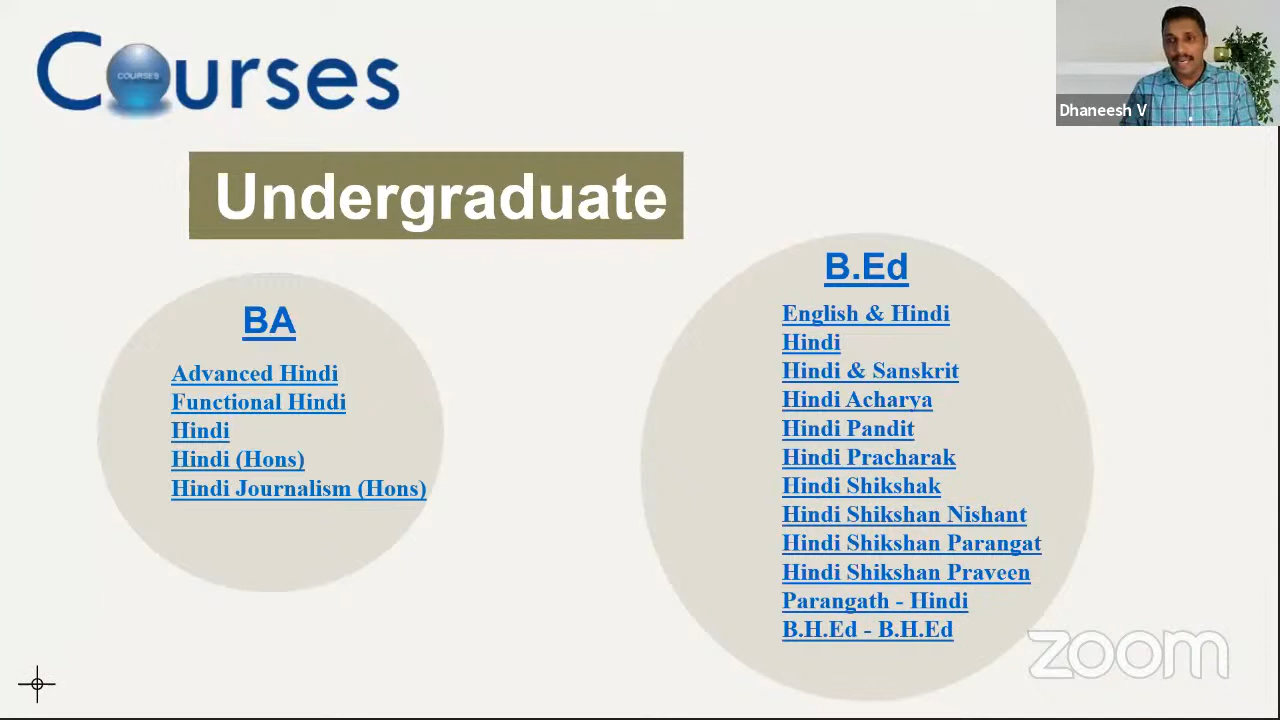 Courses
COURSES
Dhaneesh V
Undergraduate
BA
Advanced Hindi
Functional Hindi
Hindi
Hindi (Hons)
Hindi Journalism (Hons)
B.Ed
English & Hindi
Hindi
Hindi & Sanskrit
Hindi Acharya
Hindi Pandit
Hindi Pracharak
Hindi Shikshak
Hindi Shikshan Nishant
Hindi Shikshan Parangat
Hindi Shikshan Praveen
Parangath - Hindi
B.H.Ed - B.H.Ed
zoom